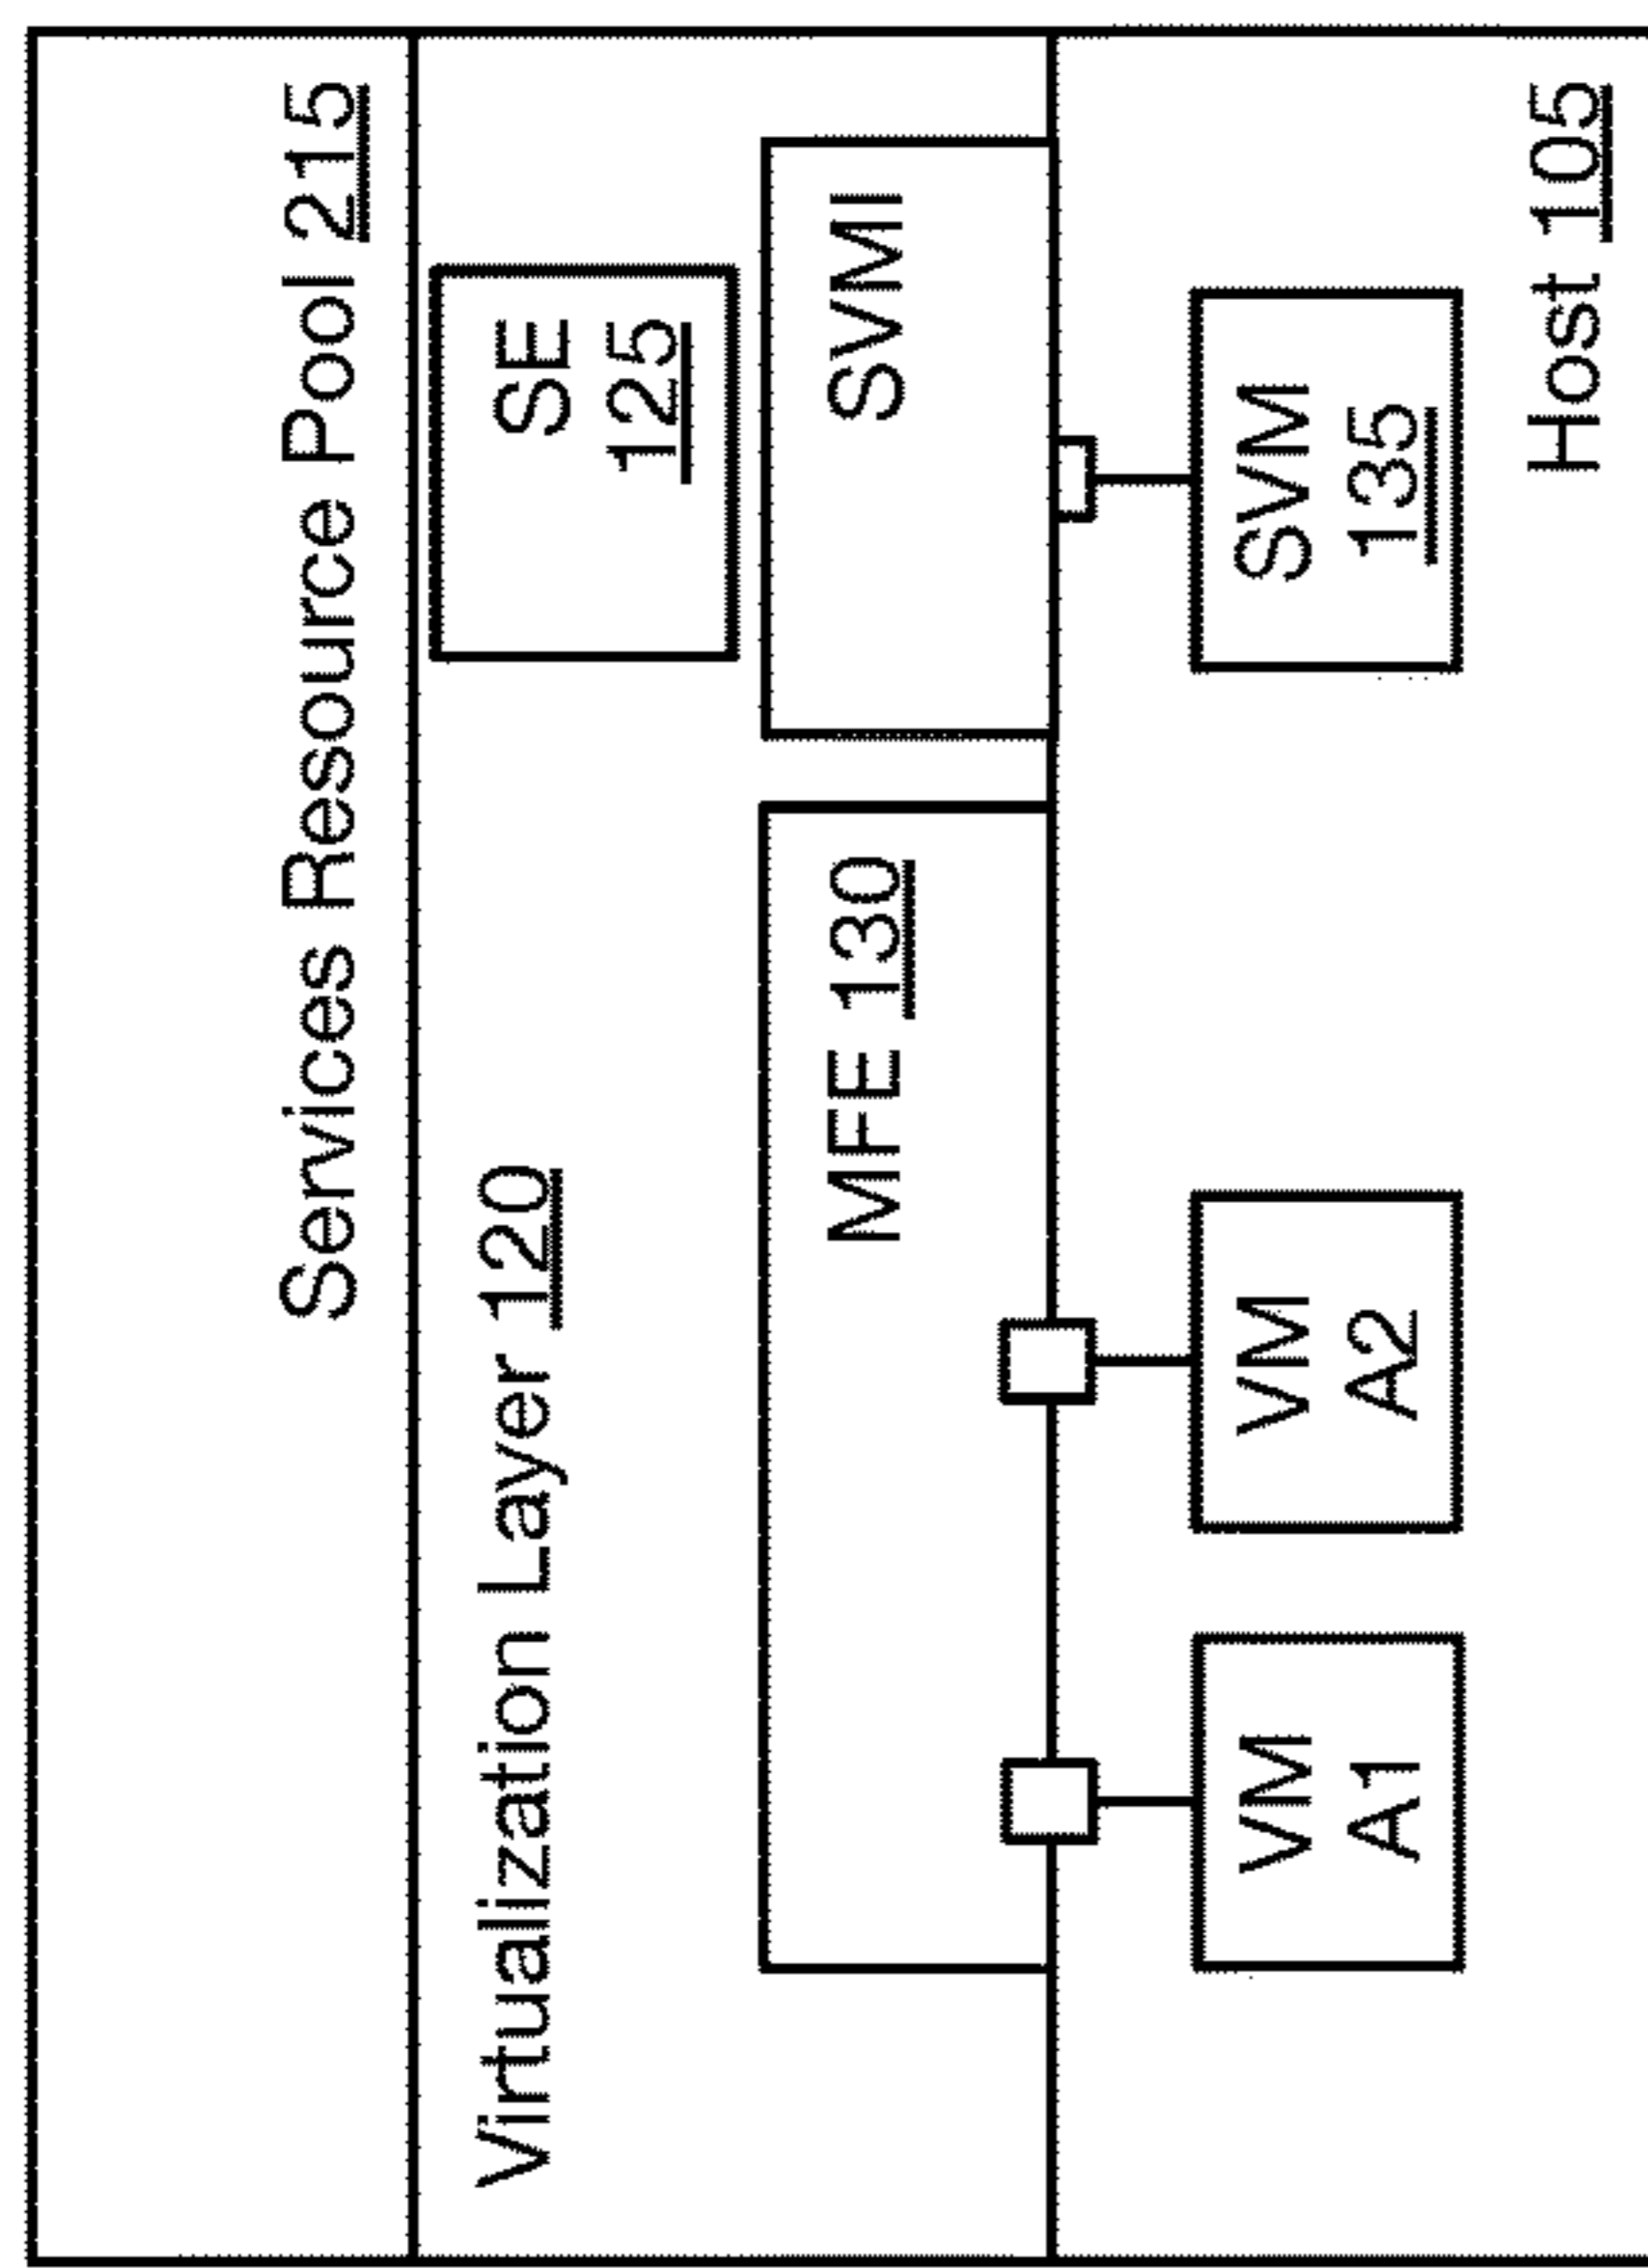 Services Resource Pool 215
Virtualization Layer 120
SE
125
MFE 130
SVMI
VM
A1
VM
A2
SVM
135
Host 105